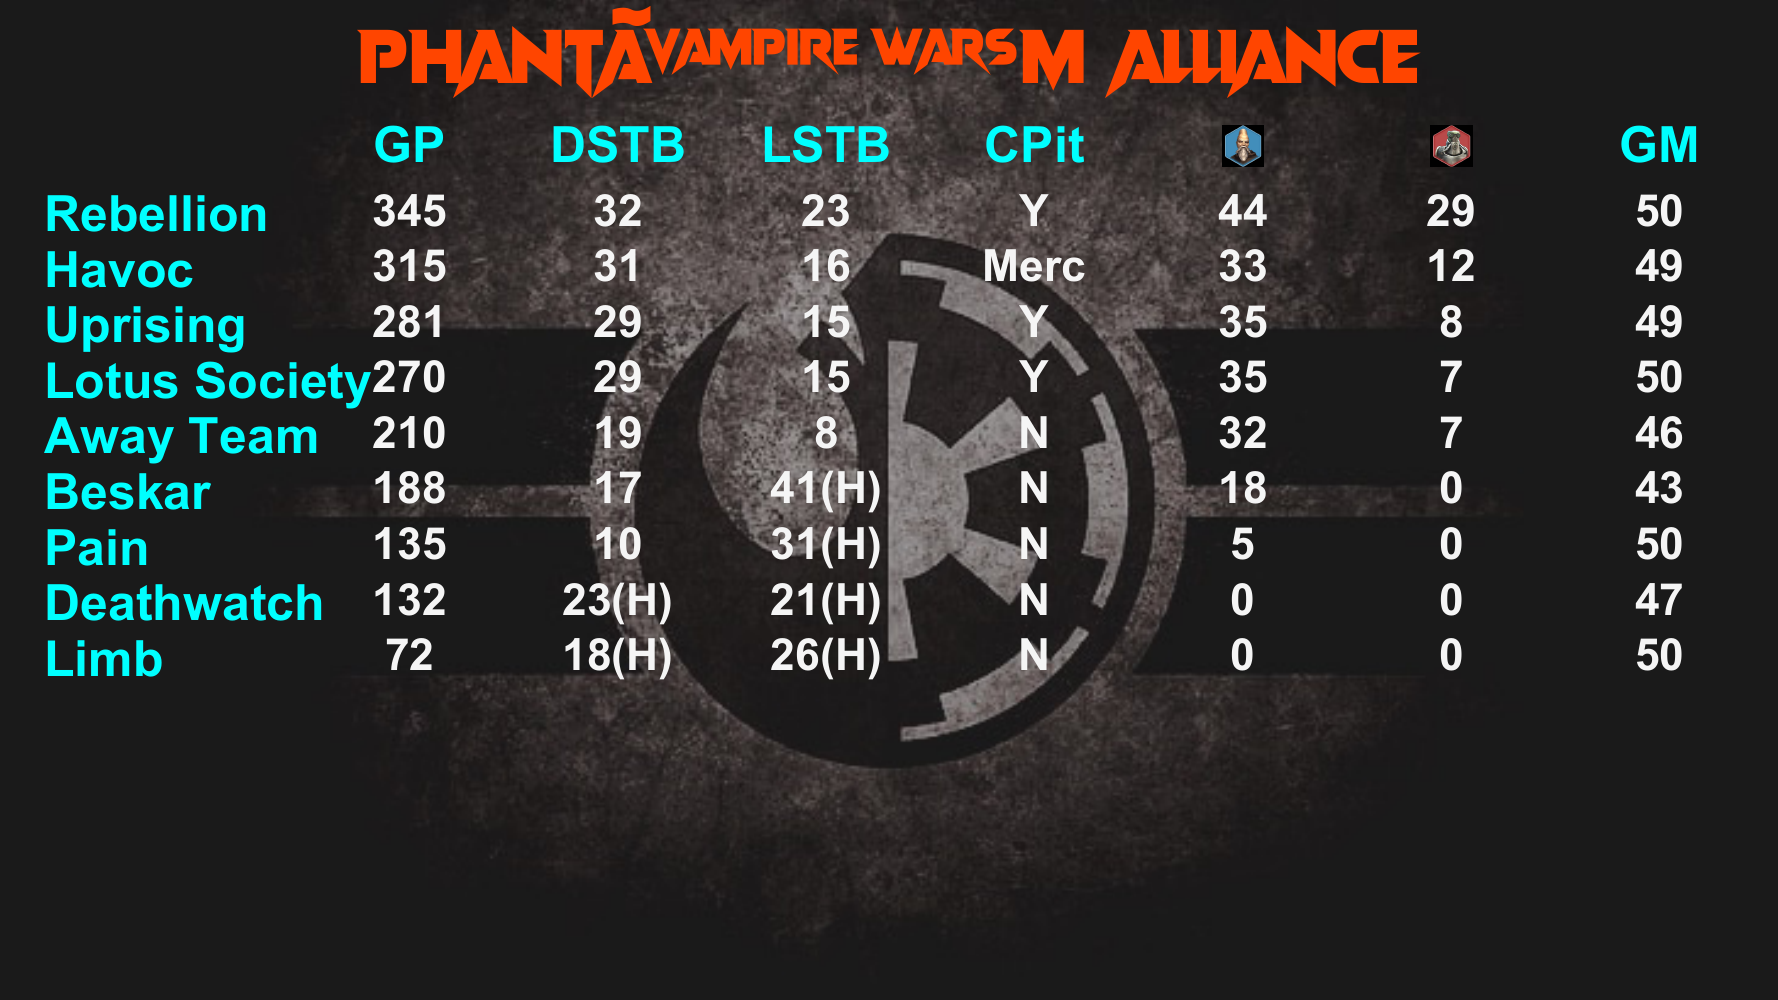 PHANTÃVAMPIRE WARSM ALLIANCE
GP DSTB LSTB CPit GM
Rebellion 345 32 23 Y 44 29 50
Havoc 315 31 16 Merc 33 12 49
Uprising 281 29 15 Y 35 8 49
Lotus Society 270 29 15 Y 35 7 50
Away Team 210 19 8 N 32 7 46
Beskar 188 17 41(H) N 18 0 43
Pain 135 10 31(H) N 5 0 50
Deathwatch 132 23(H) 21(H) N 0 0 47
Limb 72 18(H) 26(H) N 0 0 50